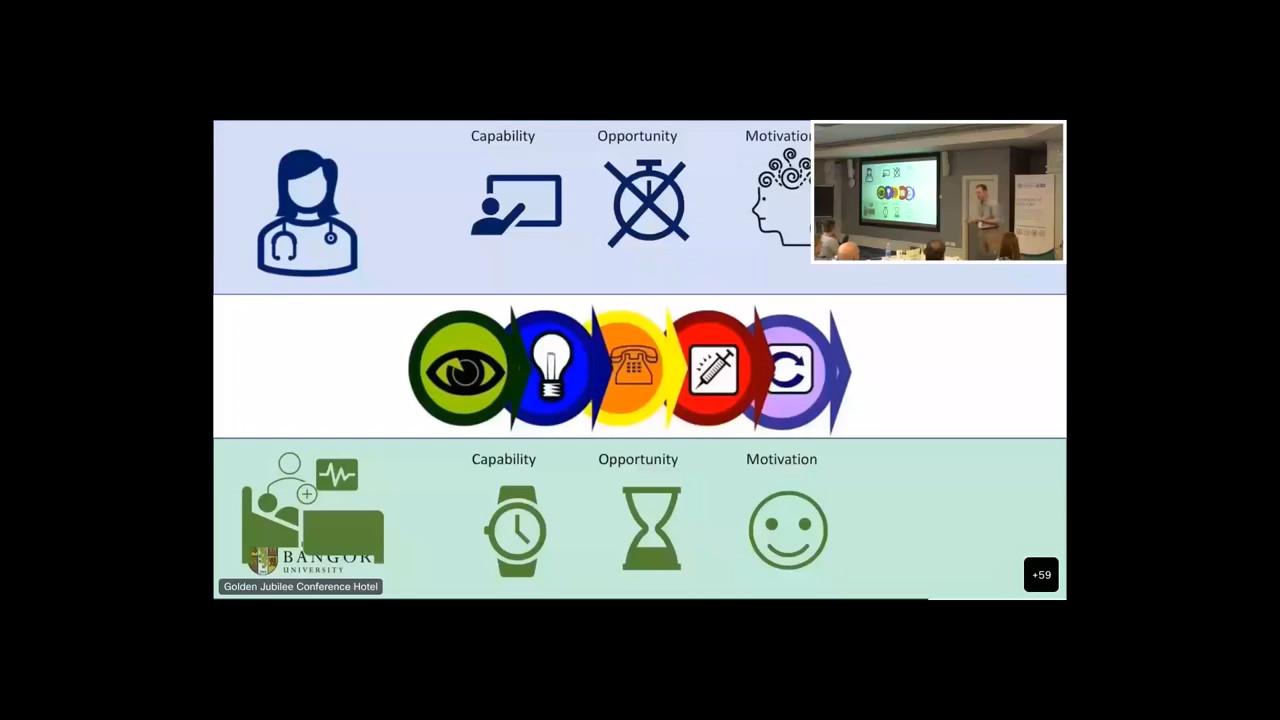 Capability
Opportunity
Motivation
Capability
Opportunity
Motivation
BANGOR
UNIVERSITY
Golden Jubilee Conference Hotel
+59